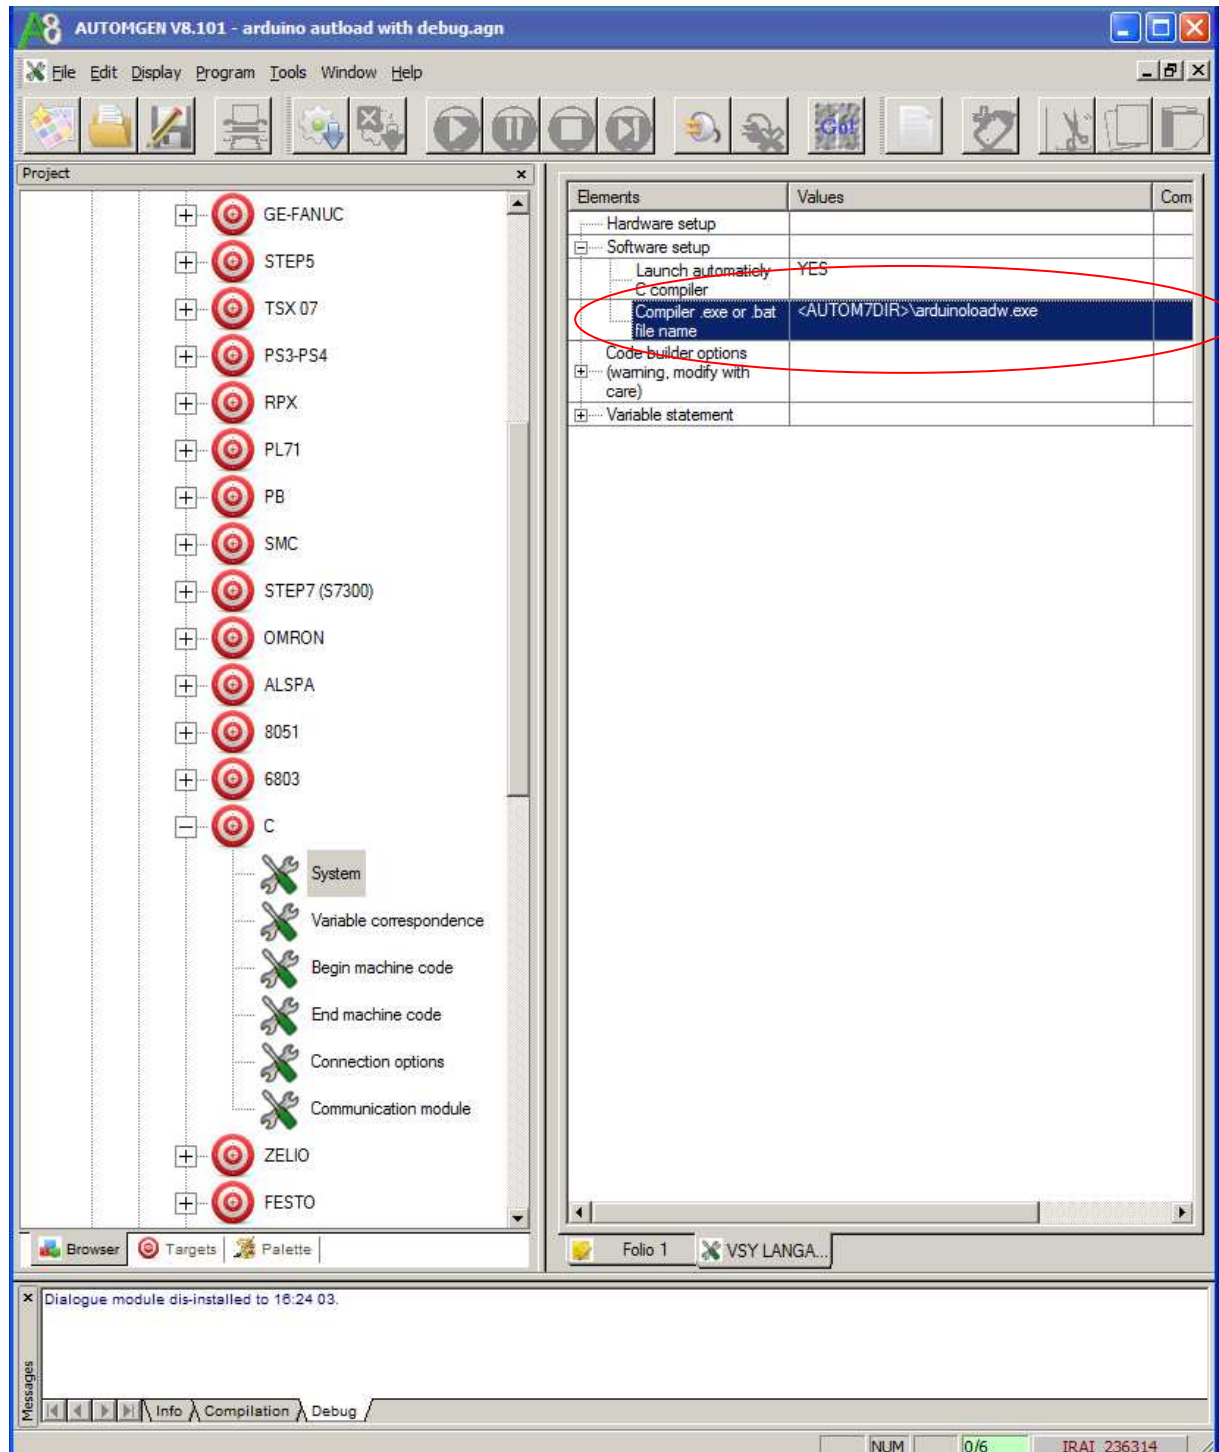 AUTOMGEN V8.101 - arduino autload with debug.agn
File Edit Display Program Tools Window Help
Go!
Project
GE-FANUC
STEP5
TSX 07
PS3-PS4
RPX
PL71
PB
SMC
STEP7 (S7300)
OMRON
ALSPA
8051
6803
C
System
Variable correspondence
Begin machine code
End machine code
Connection options
Communication module
ZELIO
FESTO
Browser Targets Palette
Elements Values Com
Hardware setup
Software setup
Launch automaticly YES
C compiler
Compiler .exe or .bat <AUTOM7DIR>\arduinoloadw.exe
file name
Code builder options
(warning, modify with
care)
Variable statement
Folio 1 VSY LANGA...
Dialogue module dis-installed to 16:24 03.
Messages
Info Compilation Debug
NUM 0/6 IRAI 236314